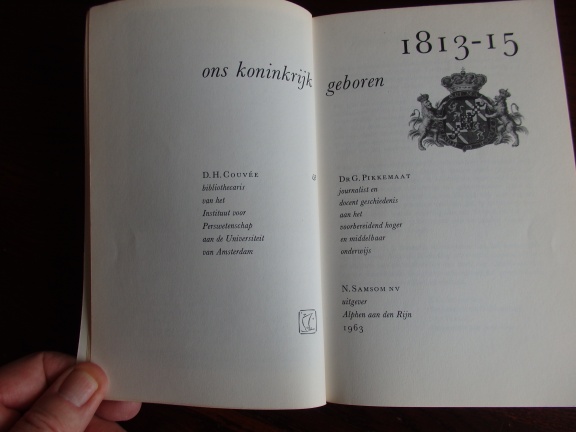 1813-15
ons koninkrijk geboren
D. H. COUVÉE
bibliothecaris
van het
Instituut voor
Perswetenschap
aan de Universiteit
van Amsterdam
DR G. PIKKEMAAT
journalist en
docent geschiedenis
aan het
voorbereidend hoger
en middelbaar
onderwijs
N. SAMSOM NV
uitgever
Alphen aan den Rijn
1963